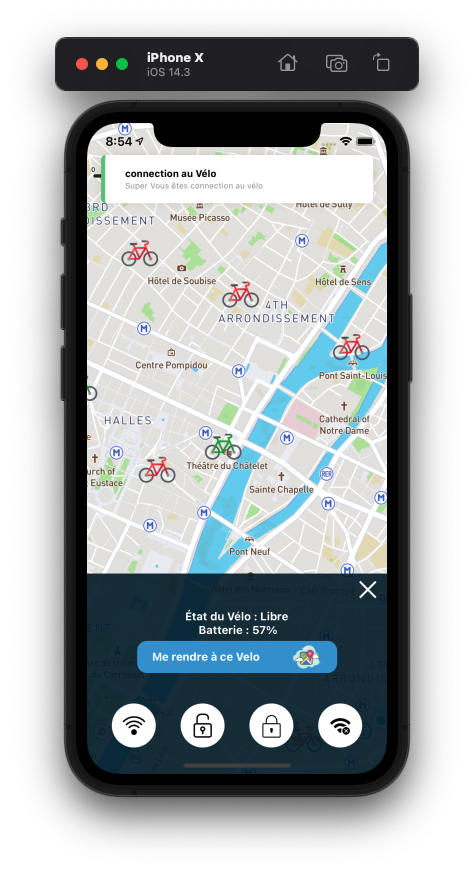 iPhone X
iOS 14.3
8:54
connection au Vélo
Super Vous êtes connection au vélo
3RD
ARRONDISSEMENT
Musée Picasso
Hôtel de Sully
Hôtel de Soubise
Hôtel de Sens
4TH
ARRONDISSEMENT
Centre Pompidou
Pont Saint-Louis
HALLES
Cathedral of
Notre Dame
Théâtre du Châtelet
RER
Sainte Chapelle
Eustace
Pont Neuf
État du Vélo : Libre
Batterie : 57%
Me rendre à ce Velo